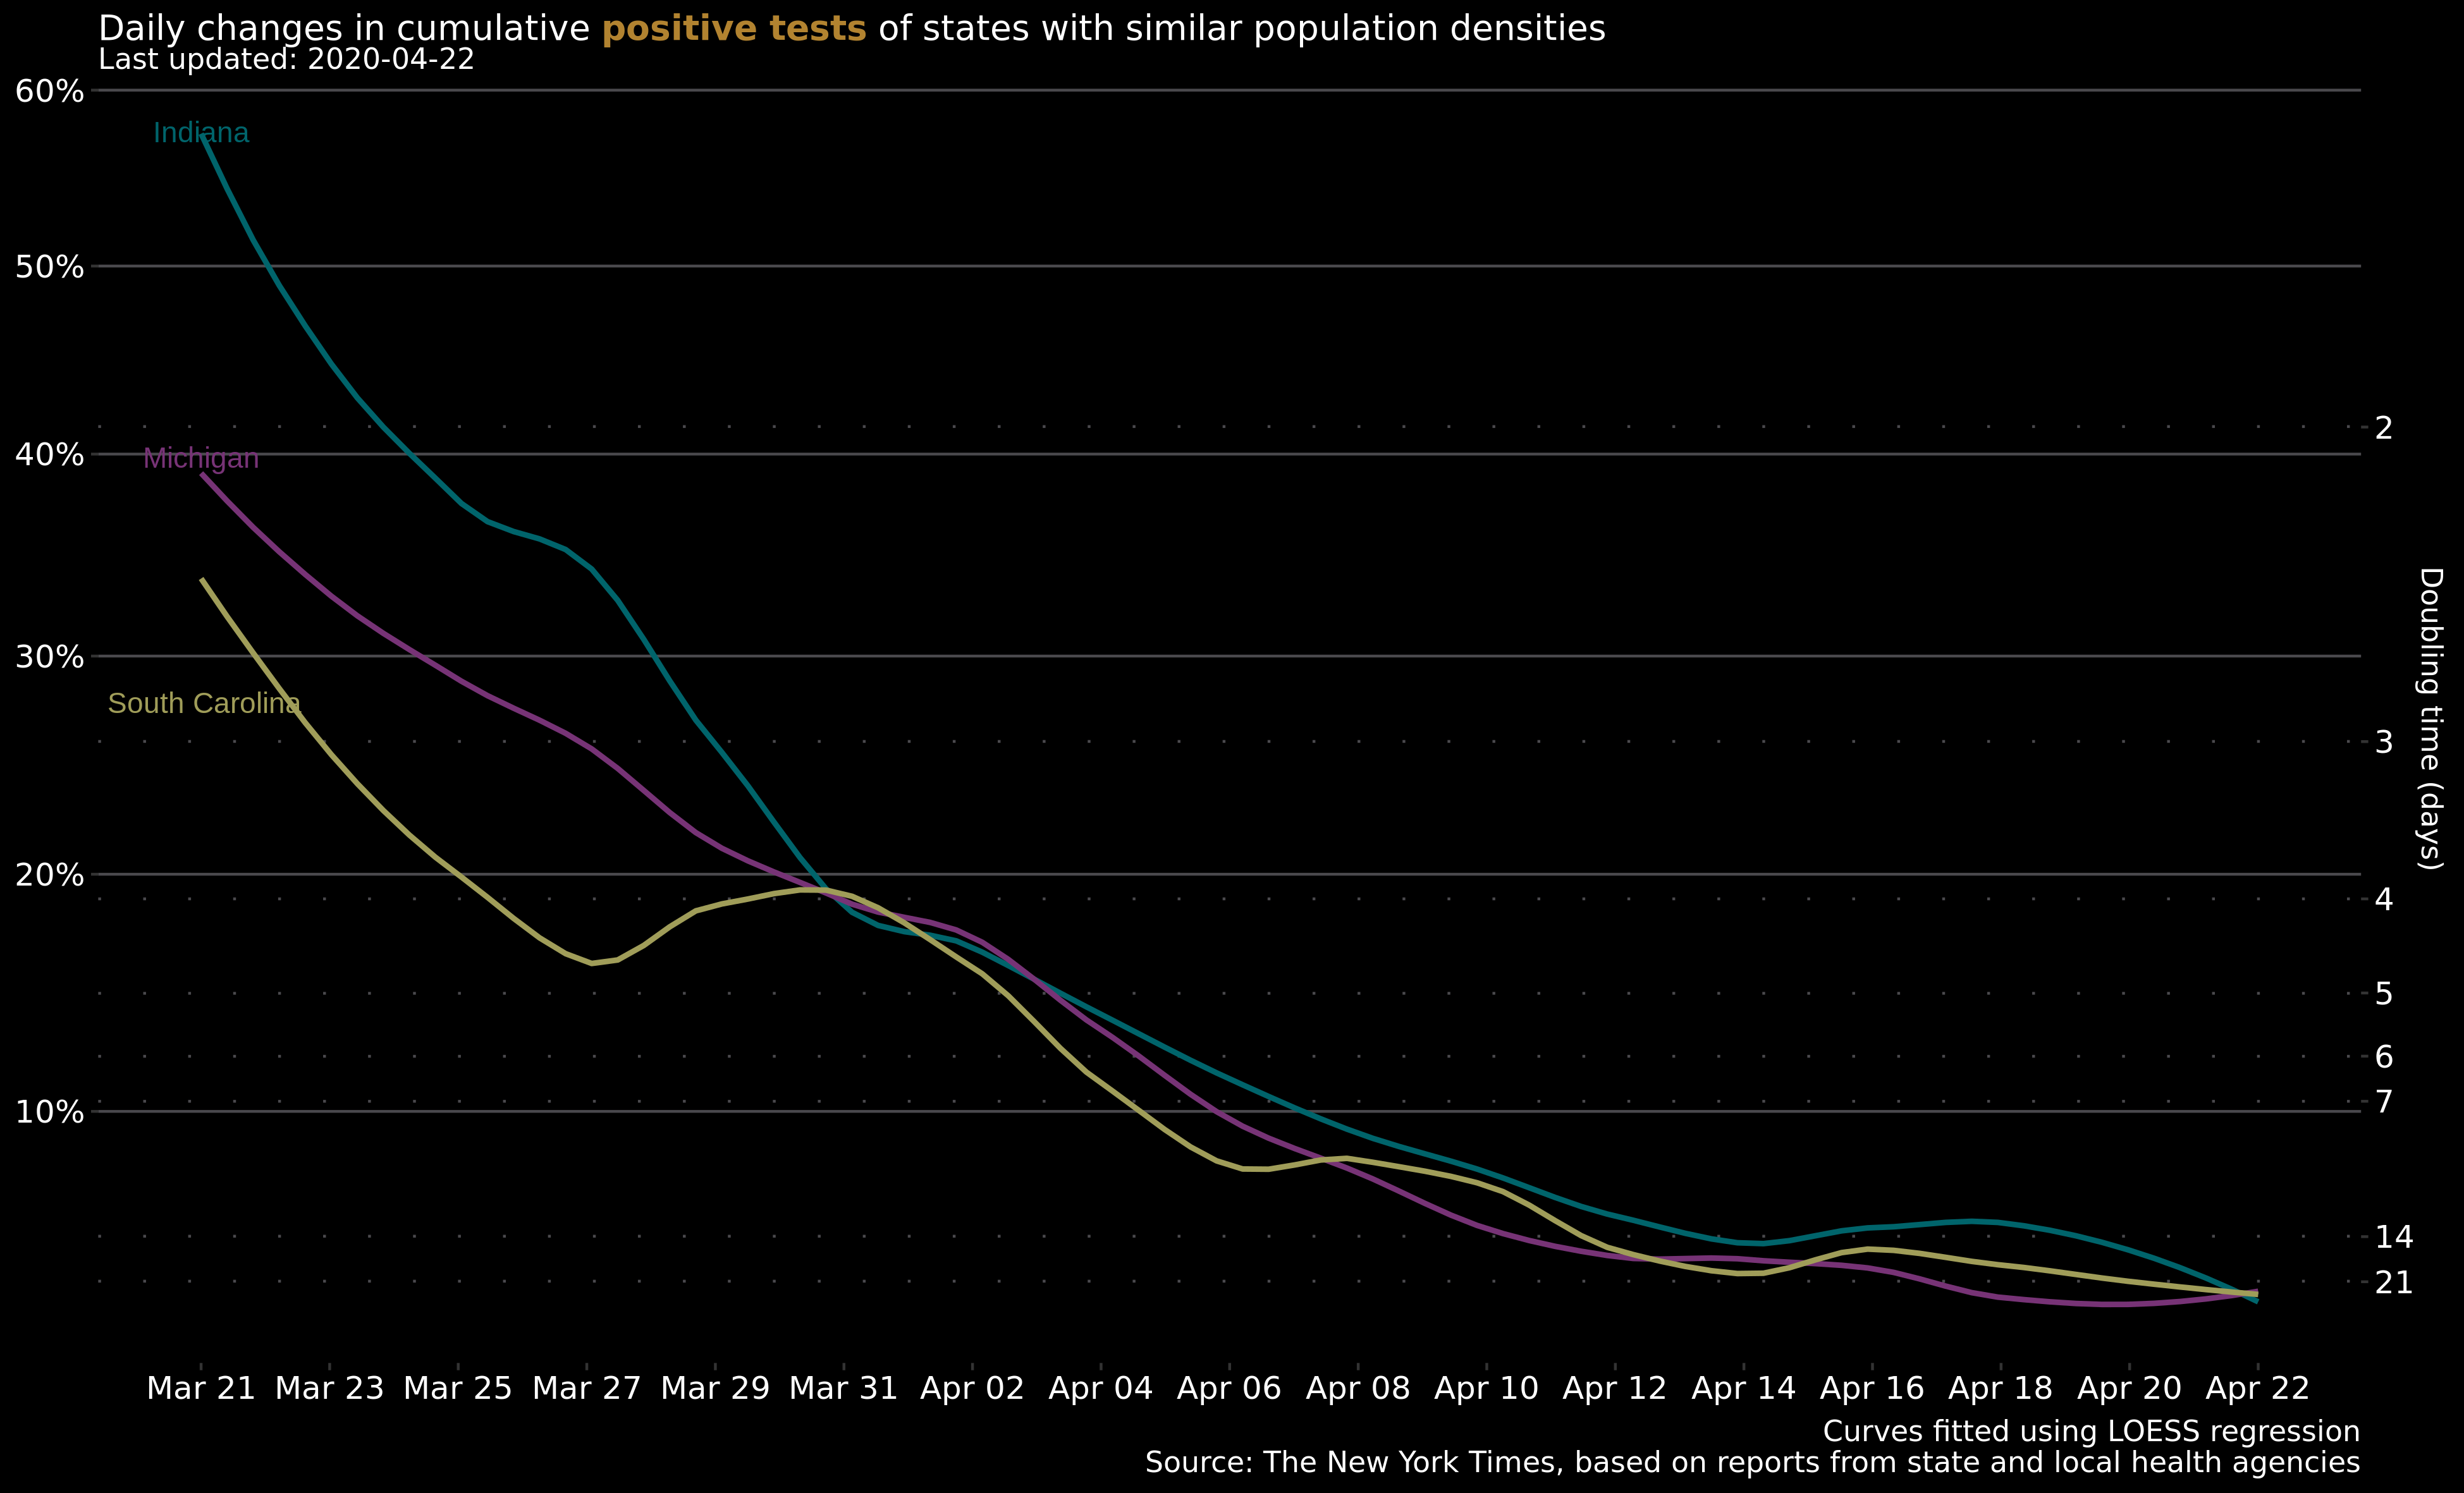 Daily changes in cumulative positive tests of states with similar population densities
Last updated: 2020-04-22
60%
50%
40%
30%
20%
10%
Indiana
Michigan
South Carolina
2
3
4
5
6
7
14
21
Doubling time (days)
Mar 21 Mar 23 Mar 25 Mar 27 Mar 29 Mar 31 Apr 02 Apr 04 Apr 06 Apr 08 Apr 10 Apr 12 Apr 14 Apr 16 Apr 18 Apr 20 Apr 22
Curves fitted using LOESS regression
Source: The New York Times, based on reports from state and local health agencies